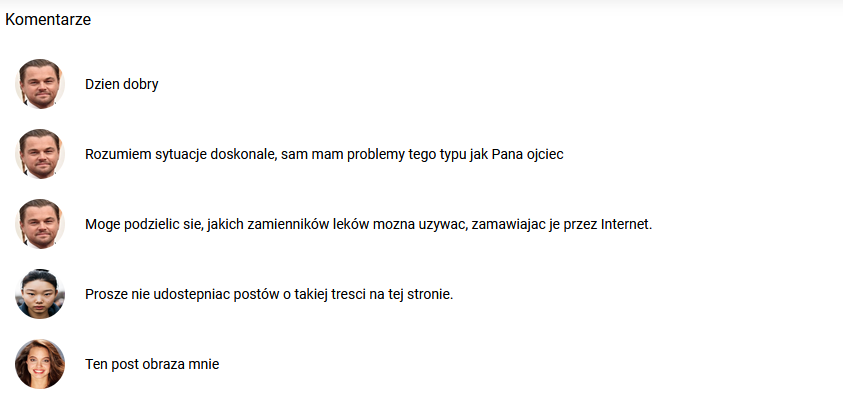 Komentarze
Dzien dobry
Rozumiem sytuacje doskonale, sam mam problemy tego typu jak Pana ojciec
Moge podzielic sie, jakich zamienników leków mozna uzywac, zamawiajac je przez Internet.
Prosze nie udostepniac postów o takiej tresci na tej stronie.
Ten post obraza mnie